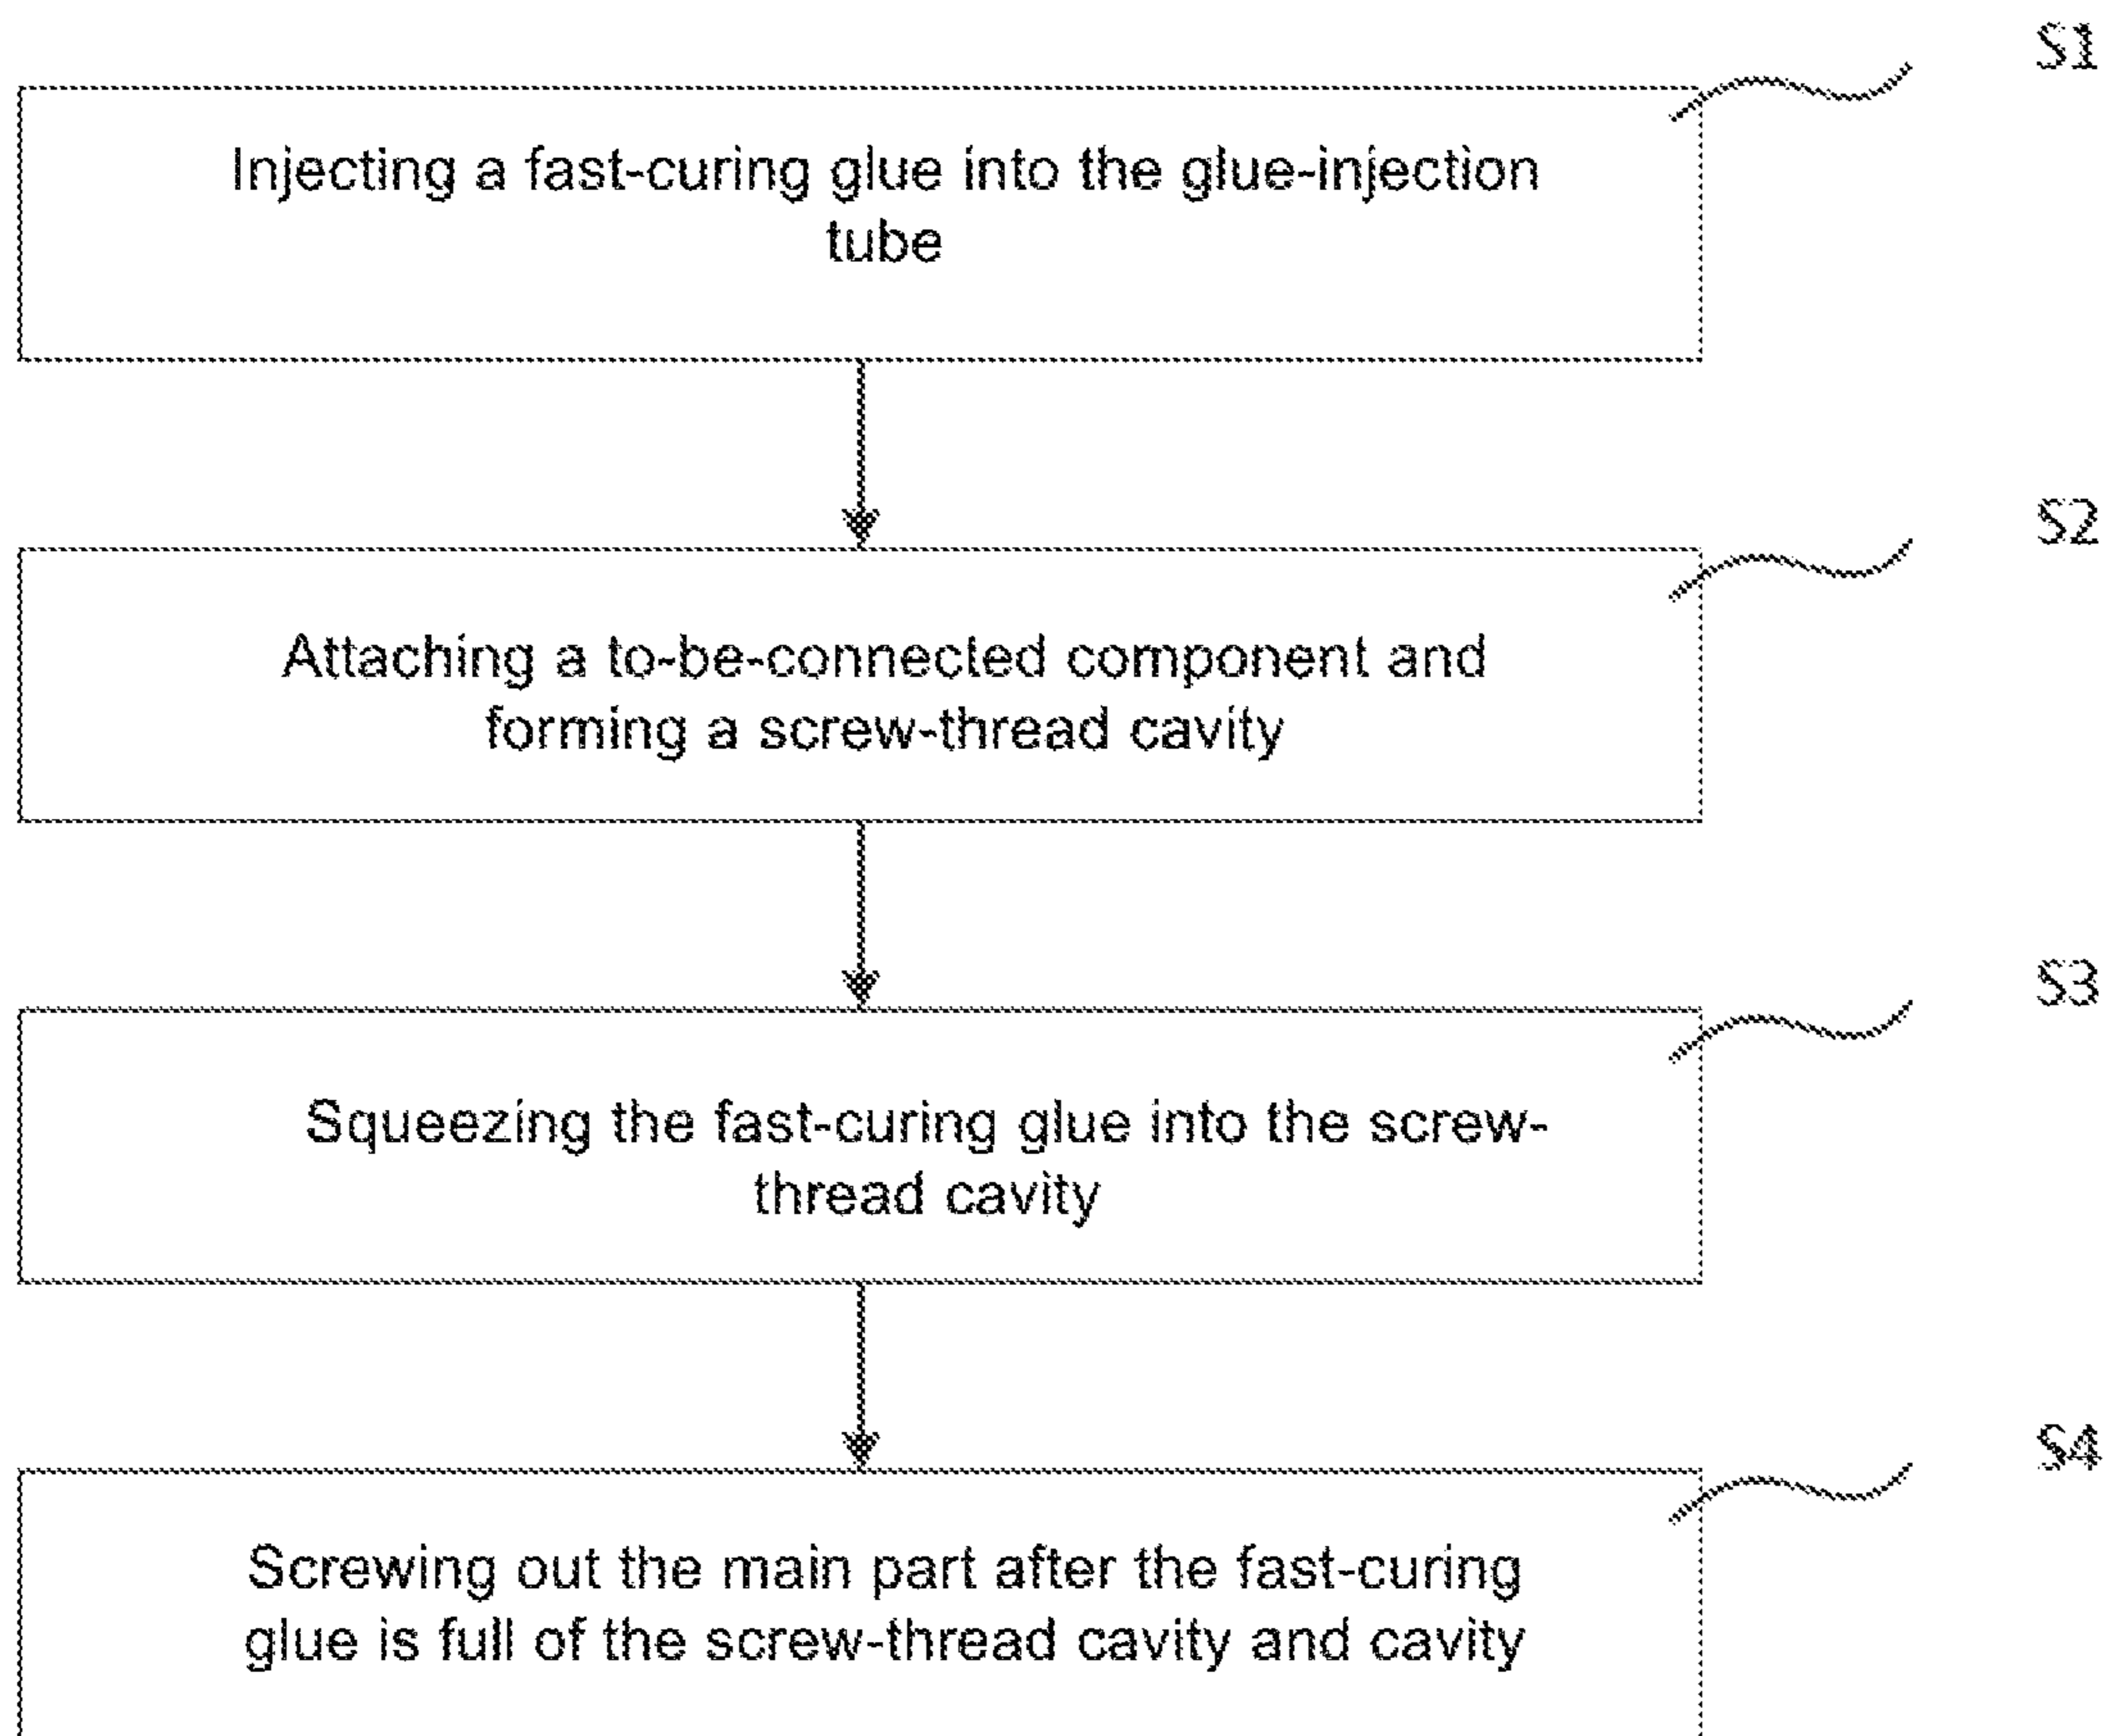 S1
Injecting a fast-curing glue into the glue-injection
tube
S2
Attaching a to-be-connected component and
forming a screw-thread cavity
S3
Squeezing the fast-curing glue into the screw-
thread cavity
S4
Screwing out the main part after the fast-curing
glue is full of the screw-thread cavity and cavity